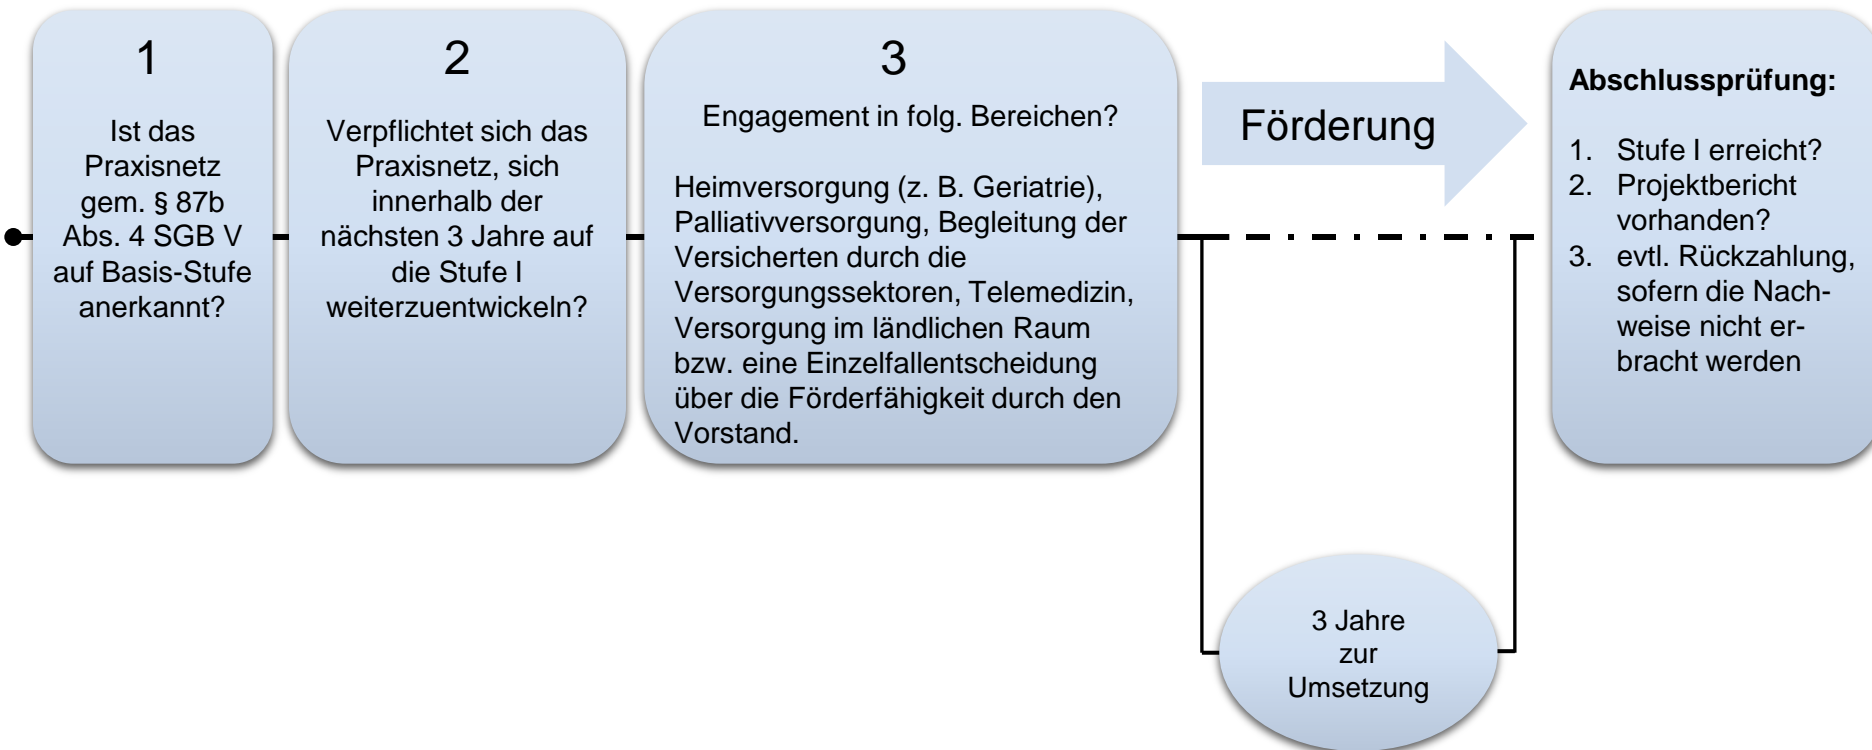 1
Ist das
Praxisnetz
gem. § 87b
Abs. 4 SGB V
auf Basis-Stufe
anerkannt?
2
Verpflichtet sich das
Praxisnetz, sich
innerhalb der
nächsten 3 Jahre auf
die Stufe I
weiterzuentwickeln?
3
Engagement in folg. Bereichen?
Heimversorgung (z. B. Geriatrie),
Palliativversorgung, Begleitung der
Versicherten durch die
Versorgungssektoren, Telemedizin,
Versorgung im ländlichen Raum
bzw. eine Einzelfallentscheidung
über die Förderfähigkeit durch den
Vorstand.
Förderung
3 Jahre
zur
Umsetzung
Abschlussprüfung:
1. Stufe I erreicht?
2. Projektbericht
vorhanden?
3. evtl. Rückzahlung,
sofern die Nach-
weise nicht er-
bracht werden